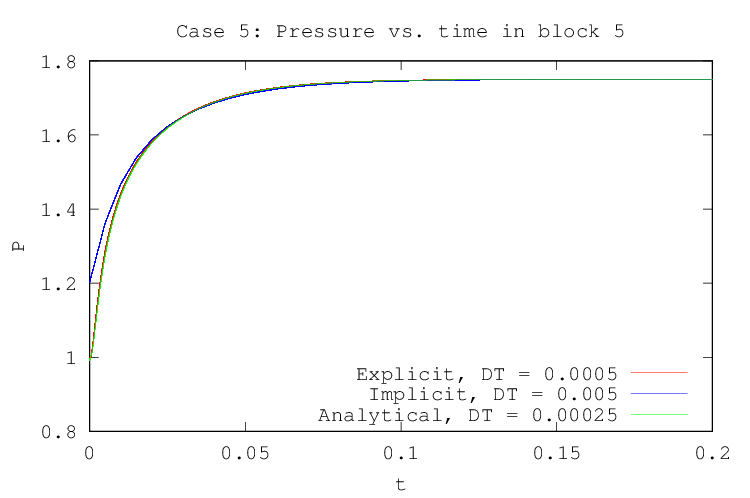 Case 5: Pressure vs. time in block 5
1.8
1.6
1.4
1.2
1
0.8
P
Explicit, DT = 0.0005
Implicit, DT = 0.005
Analytical, DT = 0.00025
0 0.05 0.1 0.15 0.2
t